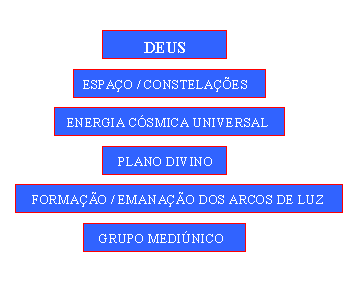 DEUS
ESPAÇO / CONSTELAÇÕES
ENERGIA CÓSMICA UNIVERSAL
PLANO DIVINO
FORMAÇÃO / EMANAÇÃO DOS ARCOS DE LUZ
GRUPO MEDIÚNICO